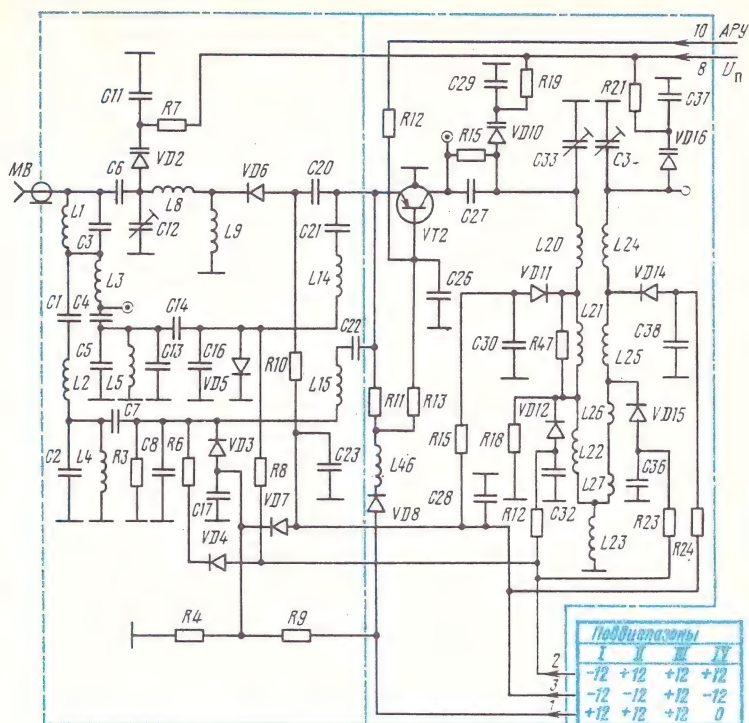 10 АРУ
8 Uп
C11
R7
C29
R19
R21
C37
R12
VD2
R15
VD10
C33
C3-
VD16
МВ
C6
VD6
C20
L1
C3
L8
C12
L9
C21
VT2
C27
L3
L20
L24
C1
C4
C14
L14
C25
VD11
VD14
C22
L21
C5
L5
C13
C16
VD5
R10
C30
R47
L25
C38
L2
L15
C7
R11
R13
VD12
L26
VD15
C2
L4
R3
C8
R6
VD3
R8
C23
L46
R15
R18
L22
C17
VD7
VD8
C28
C32
L27
C36
R12
R23
R24
VD4
L23
R4
R9
Поддиапазоны
I II III IV
2 -12 +12 +12 +12
3 -12 -12 +12 -12
1 +12 +12 +12 0